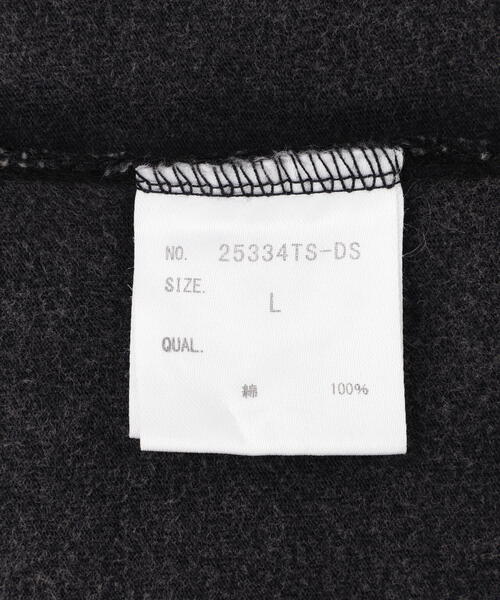 NO. 25334TS-DS
SIZE.
L
QUAL.
綿 100%